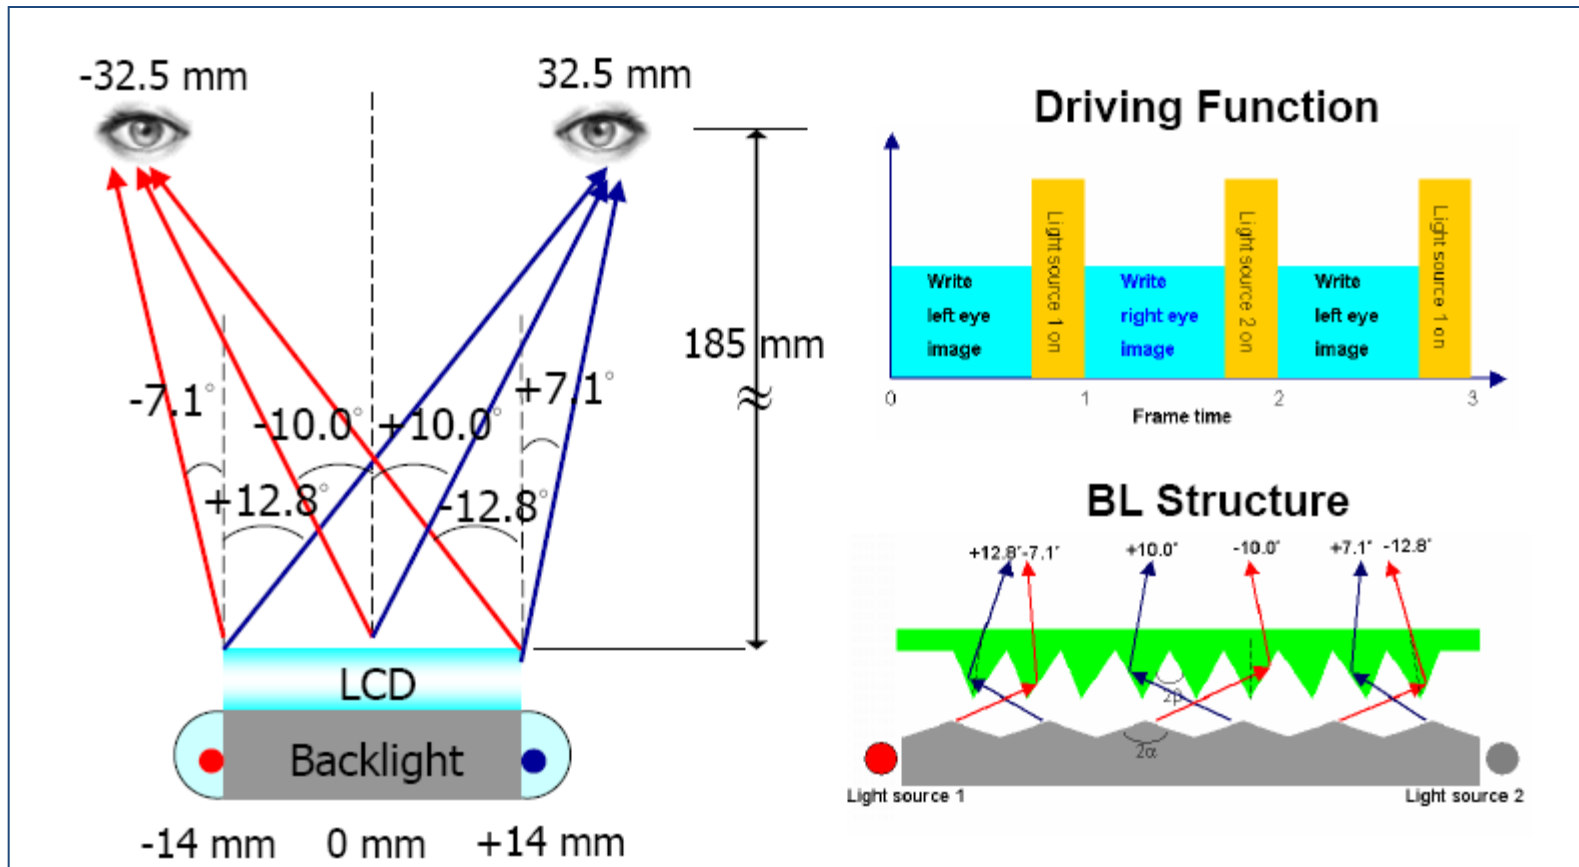 -32.5 mm
32.5 mm
185 mm
-7.1°
-10.0°
+10.0°
+7.1°
+12.8°
-12.8°
LCD
Backlight
-14 mm
0 mm
+14 mm
Driving Function
Write
left eye
image
Light source 1 on
Write
right eye
image
Light source 2 on
Write
left eye
image
Light source 1 on
0
1
2
3
Frame time
BL Structure
+12.8°
-7.1°
+10.0°
-10.0°
+7.1°
-12.8°
2β
2α
Light source 1
Light source 2